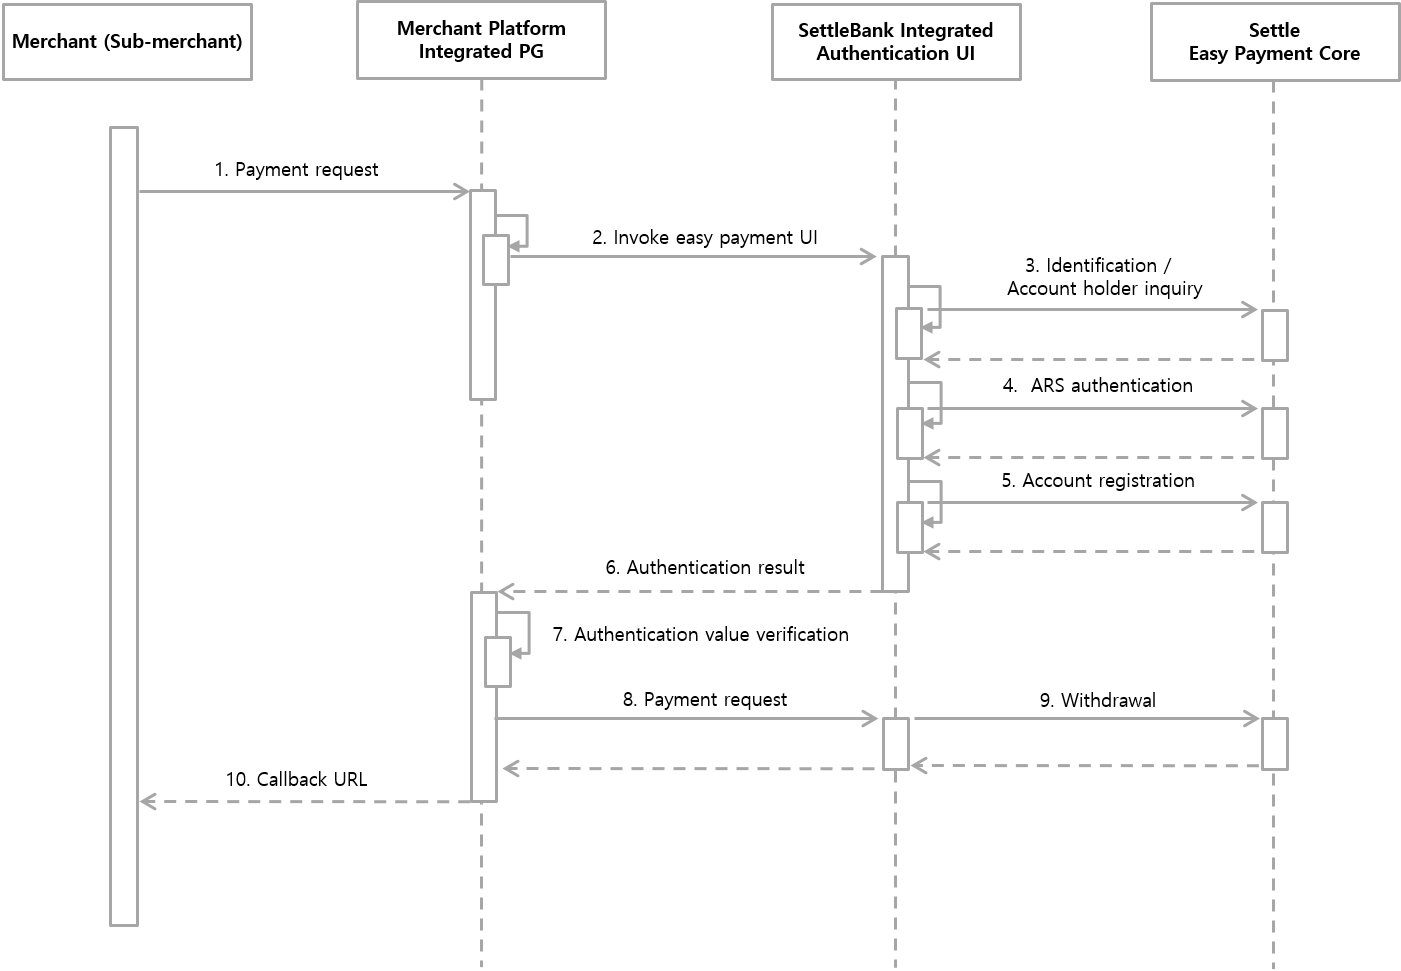 Merchant (Sub-merchant)
Merchant Platform
Integrated PG
SettleBank Integrated
Authentication UI
Settle
Easy Payment Core
1. Payment request
2. Invoke easy payment UI
3. Identification /
Account holder inquiry
4.  ARS authentication
5. Account registration
6. Authentication result
7. Authentication value verification
8. Payment request
9. Withdrawal
10. Callback URL